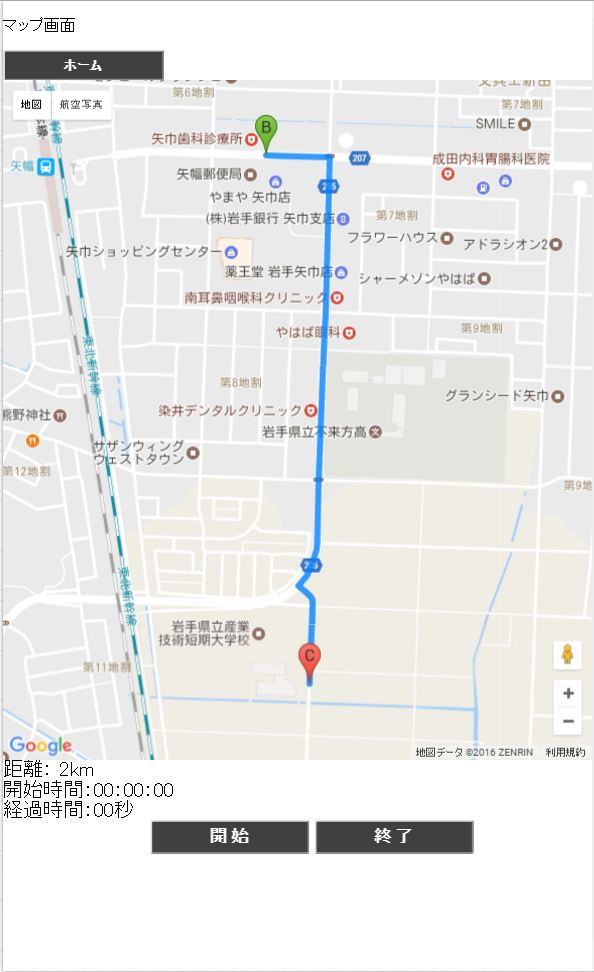 マップ画面
ホーム
地図
航空写真
第6地割
第7地割
SMILE
B
矢巾歯科診療所
207
成田内科胃腸科医院
矢幅
矢幅郵便局
やまや 矢巾店
(株)岩手銀行 矢巾支店
第7地割
フラワーハウス
アドラシオン2
矢巾ショッピングセンター
薬王堂 岩手矢巾店
シャーメゾンやはば
南耳鼻咽喉科クリニック
やはば眼科
第9地割
東北新幹線
第8地割
グランシード矢巾
染井デンタルクリニック
熊野神社
岩手県立不来方高
サザンウィング
ウェストタウン
第12地割
第9地
東北新幹線
岩手県立産業
技術短期大学校
C
第11地割
Google
地図データ ©2016 ZENRIN
利用規約
距離: 2km
開始時間:00:00:00
経過時間:00秒
開始
終了